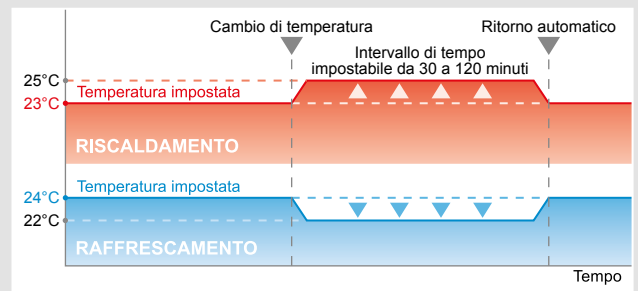 Cambio di temperatura
Ritorno automatico
Intervallo di tempo
impostabile da 30 a 120 minuti
25°C
Temperatura impostata
23°C
RISCALDAMENTO
Temperatura impostata
24°C
22°C
RAFFRESCAMENTO
Tempo